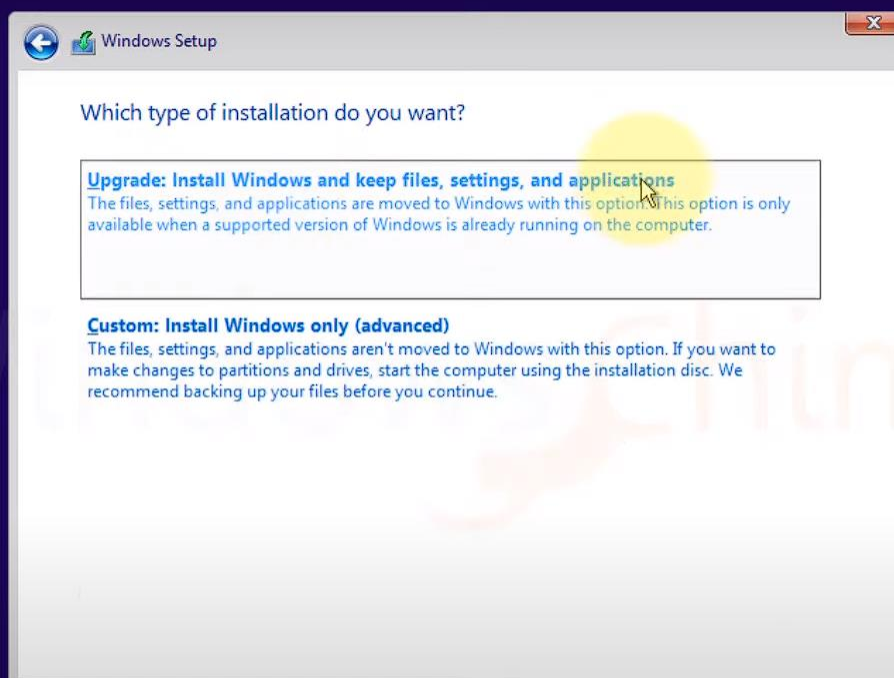 Windows Setup
Which type of installation do you want?
Upgrade: Install Windows and keep files, settings, and applications
The files, settings, and applications are moved to Windows with this option. This option is only
available when a supported version of Windows is already running on the computer.
Custom: Install Windows only (advanced)
The files, settings, and applications aren't moved to Windows with this option. If you want to
make changes to partitions and drives, start the computer using the installation disc. We
recommend backing up your files before you continue.